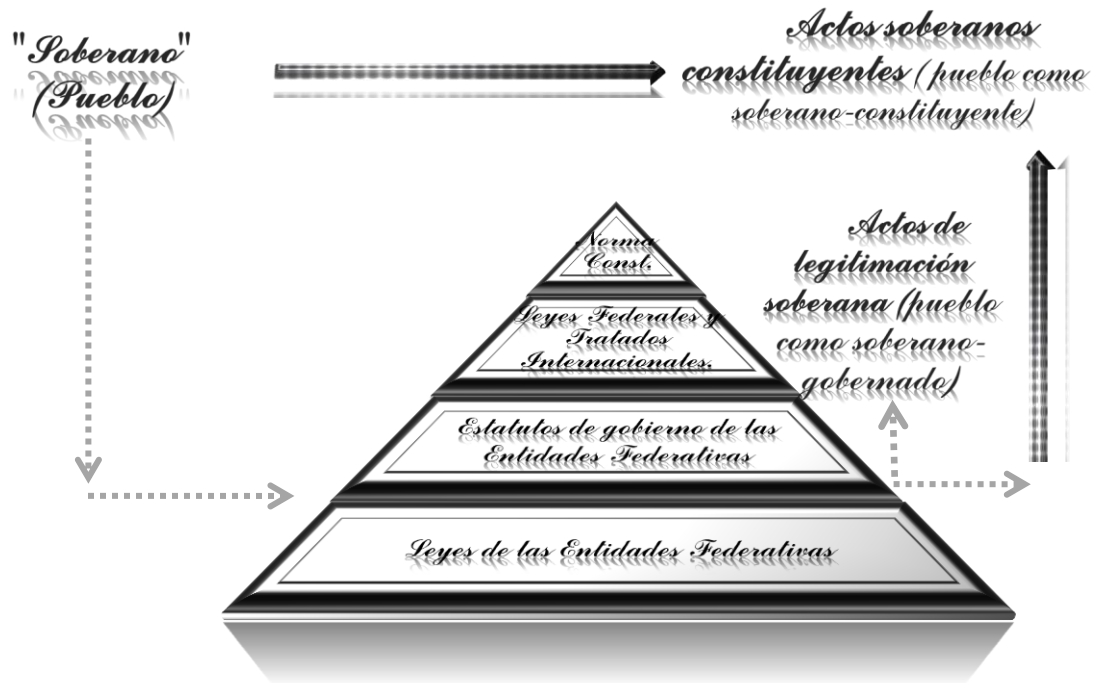 "Soberano"
(Pueblo)
Actos soberanos
constituyentes ( pueblo como
soberano-constituyente)
Norma
Const.
Leyes Federales y
Tratados
Internacionales.
Actos de
legitimación
soberana (pueblo
como soberano-
gobernado)
Estatutos de gobierno de las
Entidades Federativas
Leyes de las Entidades Federativas